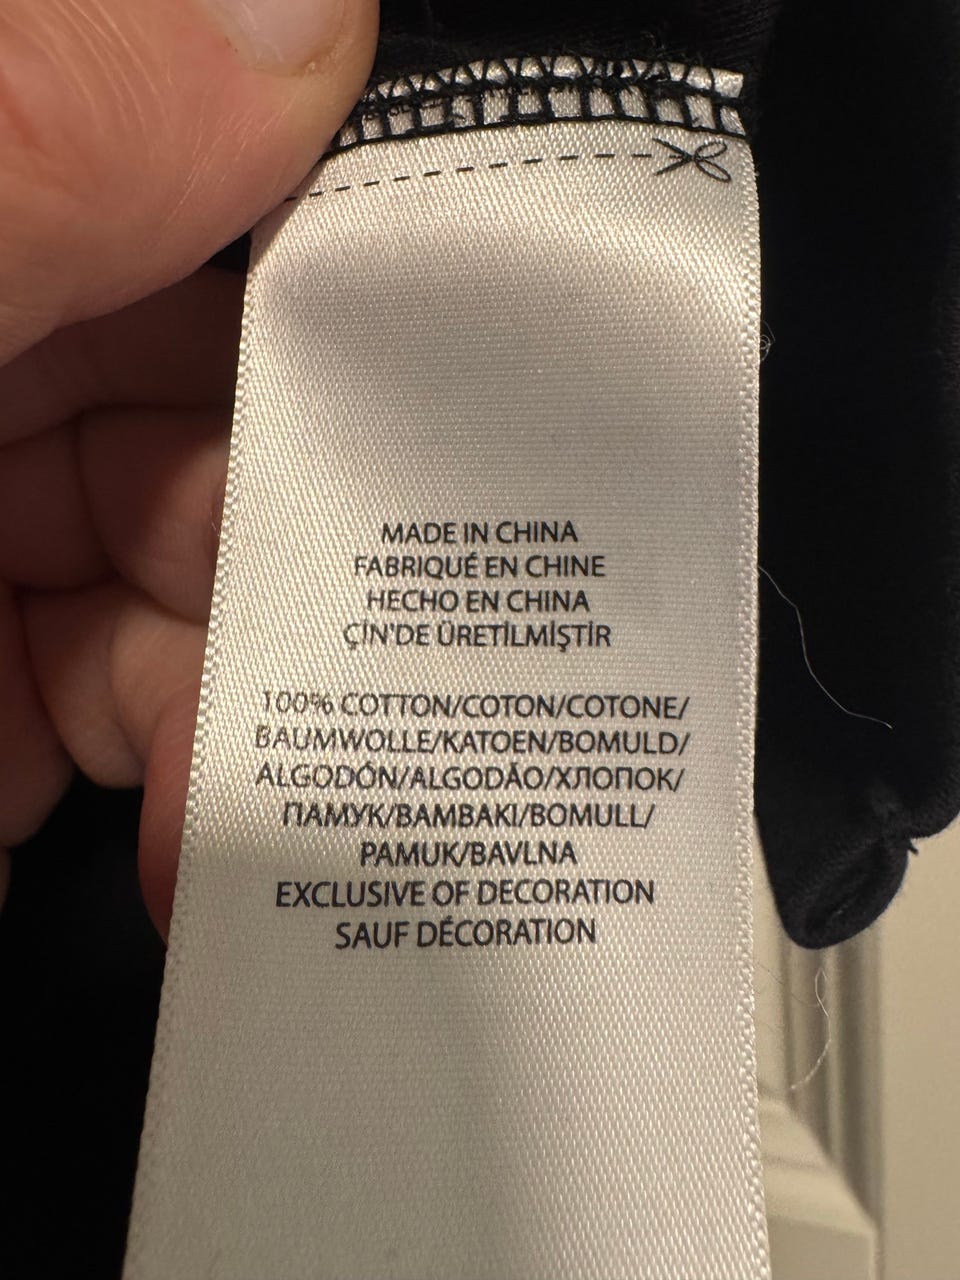 MADE IN CHINA
FABRIQUÉ EN CHINE
HECHO EN CHINA
ÇİN'DE ÜRETİLMİŞTİR
100% COTTON/COTON/COTONE/
BAUMWOLLE/KATOEN/BOMULD/
ALGODÓN/ALGODÃO/ХЛОПОК/
ПАМУК/BAMBAKI/BOMULL/
PAMUK/BAVLNA
EXCLUSIVE OF DECORATION
SAUF DÉCORATION